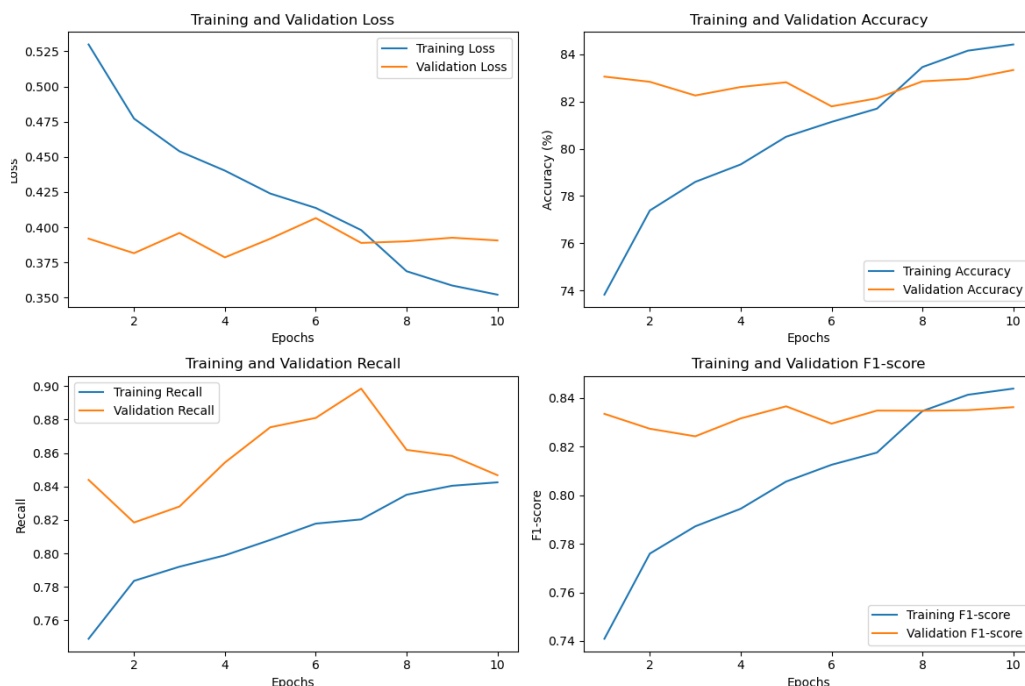 Training and Validation Loss
Loss
0.525
0.500
0.475
0.450
0.425
0.400
0.375
0.350
Training Loss
Validation Loss
2 4 6 8 10
Epochs
Training and Validation Accuracy
Accuracy (%)
84
82
80
78
76
74
Training Accuracy
Validation Accuracy
2 4 6 8 10
Epochs
Training and Validation Recall
Recall
0.90
0.88
0.86
0.84
0.82
0.80
0.78
0.76
Training Recall
Validation Recall
2 4 6 8 10
Epochs
Training and Validation F1-score
F1-score
0.84
0.82
0.80
0.78
0.76
0.74
Training F1-score
Validation F1-score
2 4 6 8 10
Epochs